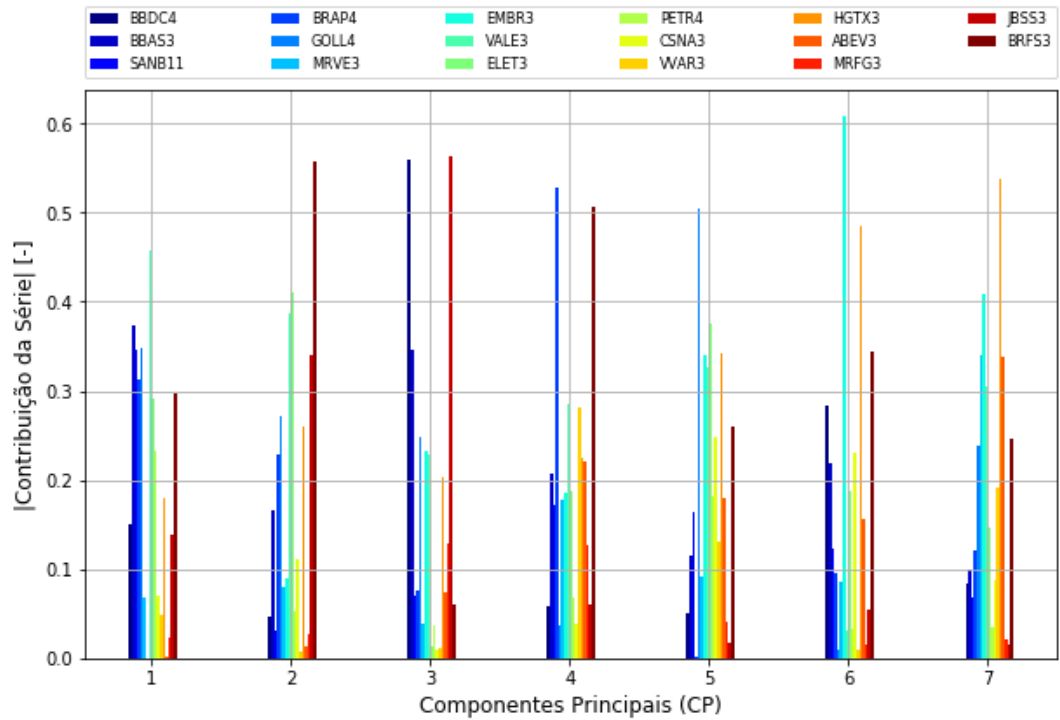 BBDC4 BRAP4 EMBR3 PETR4 HGTX3 JBSS3
BBAS3 GOLL4 VALE3 CSNA3 ABEV3 BRFS3
SANB11 MRVE3 ELET3 VVAR3 MRFG3
|Contribuição da Série| [-]
0.6
0.5
0.4
0.3
0.2
0.1
0.0
1 2 3 4 5 6 7
Componentes Principais (CP)